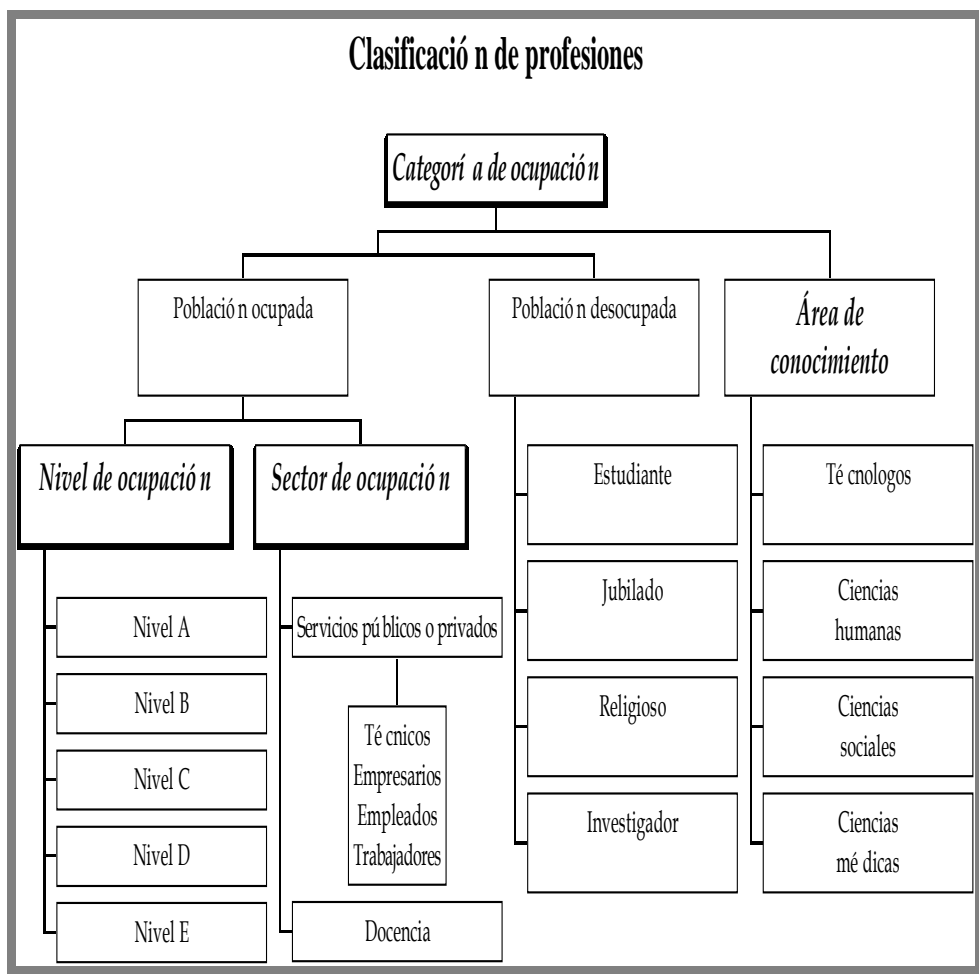 Clasificació n de profesiones
Categorí a de ocupació n
Població n ocupada
Població n desocupada
Área de
conocimiento
Nivel de ocupació n
Sector de ocupació n
Nivel A
Nivel B
Nivel C
Nivel D
Nivel E
Servicios pú blicos o privados
Té cnicos
Empresarios
Empleados
Trabajadores
Docencia
Estudiante
Jubilado
Religioso
Investigador
Té cnologos
Ciencias
humanas
Ciencias
sociales
Ciencias
mé dicas